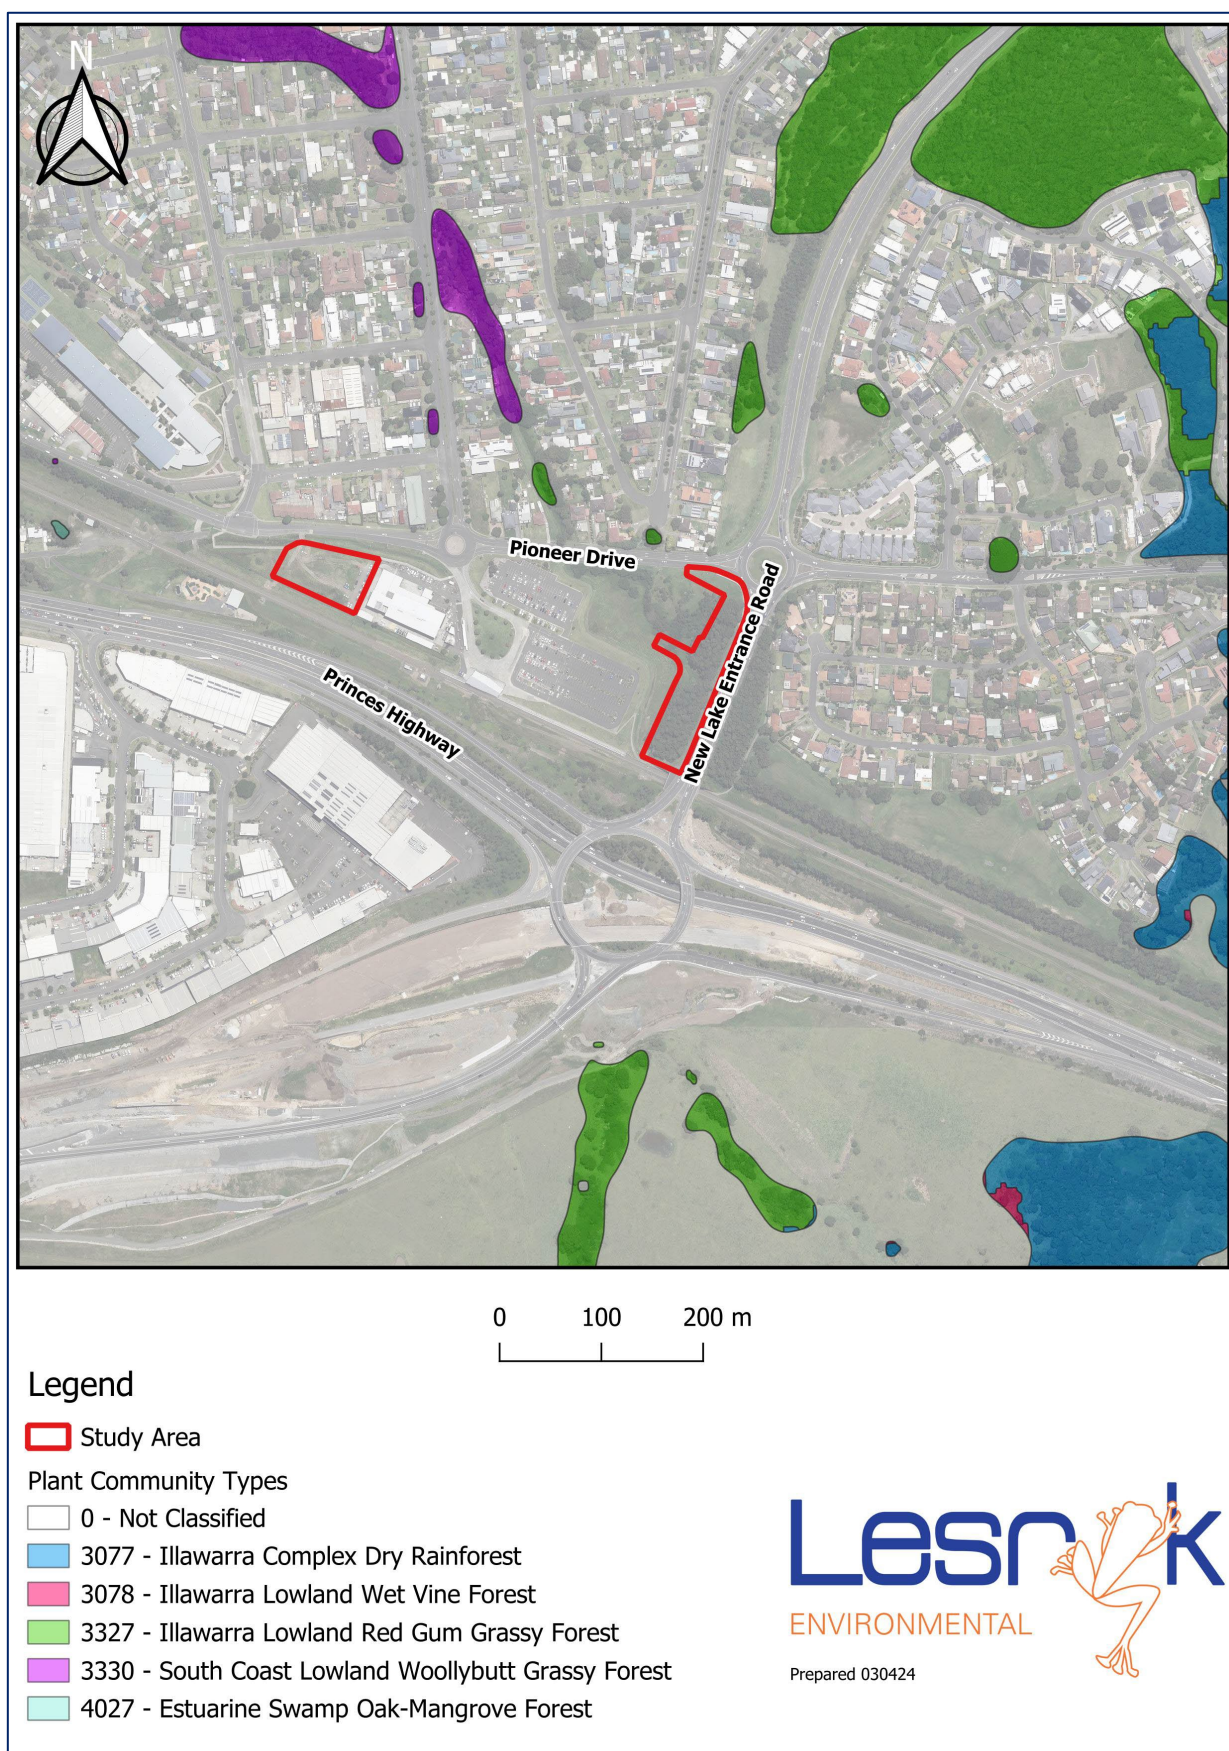 N
Pioneer Drive
New Lake Entrance Road
Princes Highway
0 100 200 m
Legend
Study Area
Plant Community Types
0 - Not Classified
3077 - Illawarra Complex Dry Rainforest
3078 - Illawarra Lowland Wet Vine Forest
3327 - Illawarra Lowland Red Gum Grassy Forest
3330 - South Coast Lowland Woollybutt Grassy Forest
4027 - Estuarine Swamp Oak-Mangrove Forest
Lesryk
ENVIRONMENTAL
Prepared 030424